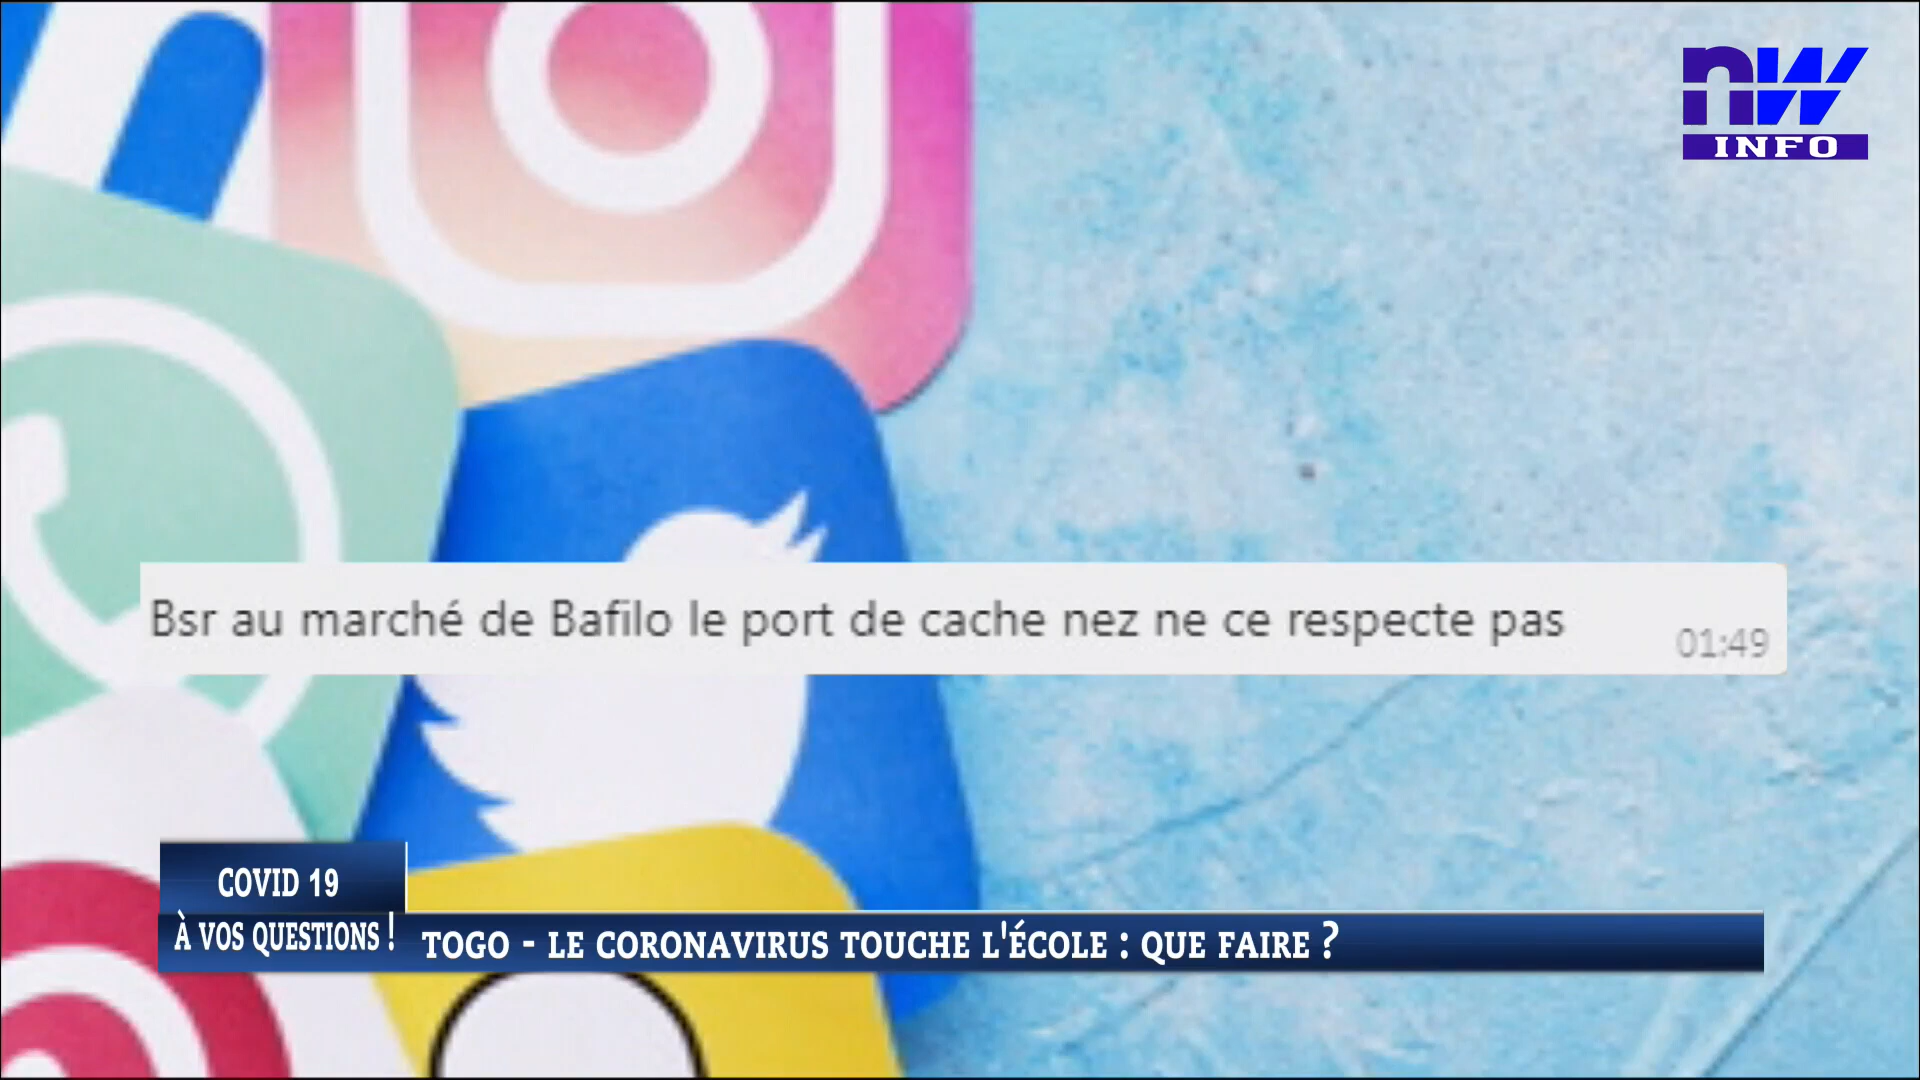 nw
INFO
Bsr au marché de Bafilo le port de cache nez ne ce respecte pas
01:49
COVID 19
À VOS QUESTIONS !
TOGO - LE CORONAVIRUS TOUCHE L'ÉCOLE : QUE FAIRE ?